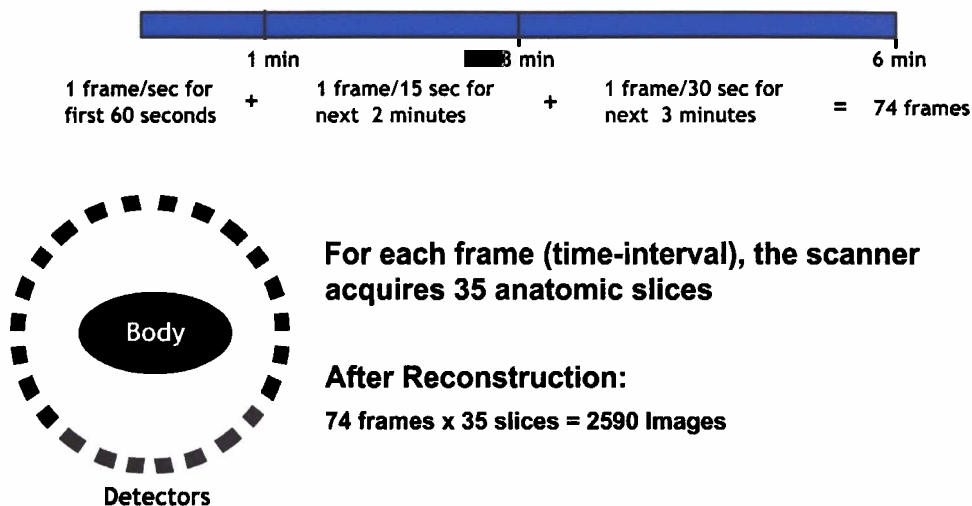 1 min
3 min
6 min
1 frame/sec for
first 60 seconds
+
1 frame/15 sec for
next 2 minutes
+
1 frame/30 sec for
next 3 minutes
=
74 frames
For each frame (time-interval), the scanner
acquires 35 anatomic slices
Body
After Reconstruction:
74 frames x 35 slices = 2590 Images
Detectors